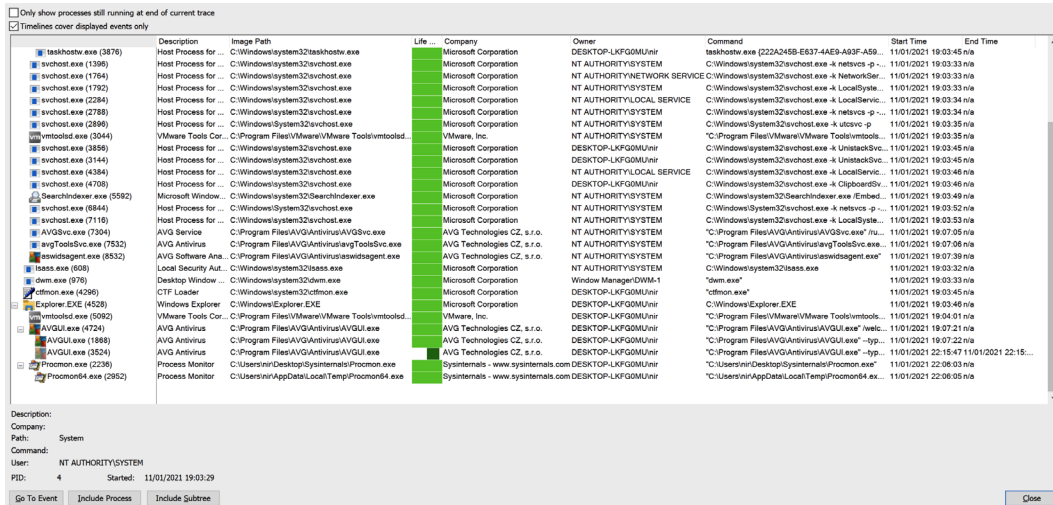 Only show processes still running at end of current trace
Timelines cover displayed events only
Description Image Path Life ... Company Owner Command Start Time End Time
taskhostw.exe (3876) Host Process for ... C:\Windows\system32\taskhostw.exe Microsoft Corporation DESKTOP-LKFG0MU\nir taskhostw.exe {222A245B-E637-4AE9-A93F-A59... 11/01/2021 19:03:45 n/a
svchost.exe (1396) Host Process for ... C:\Windows\system32\svchost.exe Microsoft Corporation NT AUTHORITY\SYSTEM C:\Windows\system32\svchost.exe -k netsvcs -p -... 11/01/2021 19:03:33 n/a
svchost.exe (1764) Host Process for ... C:\Windows\System32\svchost.exe Microsoft Corporation NT AUTHORITY\NETWORK SERVICE C:\Windows\System32\svchost.exe -k NetworkSer... 11/01/2021 19:03:33 n/a
svchost.exe (1792) Host Process for ... C:\Windows\system32\svchost.exe Microsoft Corporation NT AUTHORITY\SYSTEM C:\Windows\system32\svchost.exe -k LocalSyste... 11/01/2021 19:03:33 n/a
svchost.exe (2284) Host Process for ... C:\Windows\system32\svchost.exe Microsoft Corporation NT AUTHORITY\LOCAL SERVICE C:\Windows\system32\svchost.exe -k LocalServic... 11/01/2021 19:03:34 n/a
svchost.exe (2788) Host Process for ... C:\Windows\system32\svchost.exe Microsoft Corporation NT AUTHORITY\SYSTEM C:\Windows\system32\svchost.exe -k netsvcs -p -... 11/01/2021 19:03:34 n/a
svchost.exe (2896) Host Process for ... C:\Windows\System32\svchost.exe Microsoft Corporation NT AUTHORITY\SYSTEM C:\Windows\System32\svchost.exe -k utcsvc -p 11/01/2021 19:03:35 n/a
vmtoolsd.exe (3044) VMware Tools Cor... C:\Program Files\VMware\VMware Tools\vmtoolsd... VMware, Inc. NT AUTHORITY\SYSTEM "C:\Program Files\VMware\VMware Tools\vmtools... 11/01/2021 19:03:35 n/a
svchost.exe (3856) Host Process for ... C:\Windows\system32\svchost.exe Microsoft Corporation DESKTOP-LKFG0MU\nir C:\Windows\system32\svchost.exe -k UnistackSvc... 11/01/2021 19:03:45 n/a
svchost.exe (3144) Host Process for ... C:\Windows\system32\svchost.exe Microsoft Corporation DESKTOP-LKFG0MU\nir C:\Windows\system32\svchost.exe -k UnistackSvc... 11/01/2021 19:03:45 n/a
svchost.exe (4384) Host Process for ... C:\Windows\system32\svchost.exe Microsoft Corporation NT AUTHORITY\LOCAL SERVICE C:\Windows\system32\svchost.exe -k LocalServic... 11/01/2021 19:03:46 n/a
svchost.exe (4708) Host Process for ... C:\Windows\system32\svchost.exe Microsoft Corporation DESKTOP-LKFG0MU\nir C:\Windows\system32\svchost.exe -k ClipboardSv... 11/01/2021 19:03:46 n/a
SearchIndexer.exe (5592) Microsoft Window... C:\Windows\system32\SearchIndexer.exe Microsoft Corporation NT AUTHORITY\SYSTEM C:\Windows\system32\SearchIndexer.exe /Embed... 11/01/2021 19:03:49 n/a
svchost.exe (6844) Host Process for ... C:\Windows\System32\svchost.exe Microsoft Corporation NT AUTHORITY\SYSTEM C:\Windows\System32\svchost.exe -k netsvcs -p -... 11/01/2021 19:03:52 n/a
svchost.exe (7116) Host Process for ... C:\Windows\system32\svchost.exe Microsoft Corporation NT AUTHORITY\SYSTEM C:\Windows\system32\svchost.exe -k LocalSyste... 11/01/2021 19:03:53 n/a
AVGSvc.exe (7304) AVG Service C:\Program Files\AVG\Antivirus\AVGSvc.exe AVG Technologies CZ, s.r.o. NT AUTHORITY\SYSTEM "C:\Program Files\AVG\Antivirus\AVGSvc.exe" /ru... 11/01/2021 19:07:05 n/a
avgToolsSvc.exe (7532) AVG Antivirus C:\Program Files\AVG\Antivirus\avgToolsSvc.exe AVG Technologies CZ, s.r.o. NT AUTHORITY\SYSTEM "C:\Program Files\AVG\Antivirus\avgToolsSvc.exe... 11/01/2021 19:07:06 n/a
aswidsagent.exe (8532) AVG Software Ana... C:\Program Files\AVG\Antivirus\aswidsagent.exe AVG Technologies CZ, s.r.o. NT AUTHORITY\SYSTEM "C:\Program Files\AVG\Antivirus\aswidsagent.exe" 11/01/2021 19:07:39 n/a
lsass.exe (608) Local Security Aut... C:\Windows\system32\lsass.exe Microsoft Corporation NT AUTHORITY\SYSTEM C:\Windows\system32\lsass.exe 11/01/2021 19:03:32 n/a
dwm.exe (976) Desktop Window ... C:\Windows\system32\dwm.exe Microsoft Corporation Window Manager\DWM-1 "dwm.exe" 11/01/2021 19:03:33 n/a
ctfmon.exe (4296) CTF Loader C:\Windows\system32\ctfmon.exe Microsoft Corporation DESKTOP-LKFG0MU\nir "ctfmon.exe" 11/01/2021 19:03:45 n/a
Explorer.EXE (4528) Windows Explorer C:\Windows\Explorer.EXE Microsoft Corporation DESKTOP-LKFG0MU\nir C:\Windows\Explorer.EXE 11/01/2021 19:03:46 n/a
vmtoolsd.exe (5092) VMware Tools Cor... C:\Program Files\VMware\VMware Tools\vmtoolsd... VMware, Inc. DESKTOP-LKFG0MU\nir "C:\Program Files\VMware\VMware Tools\vmtools... 11/01/2021 19:04:01 n/a
AVGUI.exe (4724) AVG Antivirus C:\Program Files\AVG\Antivirus\AVGUI.exe AVG Technologies CZ, s.r.o. DESKTOP-LKFG0MU\nir "C:\Program Files\AVG\Antivirus\AVGUI.exe" /welc... 11/01/2021 19:07:21 n/a
AVGUI.exe (1868) AVG Antivirus C:\Program Files\AVG\Antivirus\AVGUI.exe AVG Technologies CZ, s.r.o. DESKTOP-LKFG0MU\nir "C:\Program Files\AVG\Antivirus\AVGUI.exe" --typ... 11/01/2021 19:07:22 n/a
AVGUI.exe (3524) AVG Antivirus C:\Program Files\AVG\Antivirus\AVGUI.exe AVG Technologies CZ, s.r.o. DESKTOP-LKFG0MU\nir "C:\Program Files\AVG\Antivirus\AVGUI.exe" --typ... 11/01/2021 22:15:47 11/01/2021 22:15:...
Procmon.exe (2236) Process Monitor C:\Users\nir\Desktop\Sysinternals\Procmon.exe Sysinternals - www.sysinternals.com DESKTOP-LKFG0MU\nir "C:\Users\nir\Desktop\Sysinternals\Procmon.exe" 11/01/2021 22:06:03 n/a
Procmon64.exe (2952) Process Monitor C:\Users\nir\AppData\Local\Temp\Procmon64.exe Sysinternals - www.sysinternals.com DESKTOP-LKFG0MU\nir "C:\Users\nir\AppData\Local\Temp\Procmon64.ex... 11/01/2021 22:06:05 n/a
Description:
Company:
Path: System
Command:
User: NT AUTHORITY\SYSTEM
PID: 4 Started: 11/01/2021 19:03:29
Go To Event Include Process Include Subtree Close